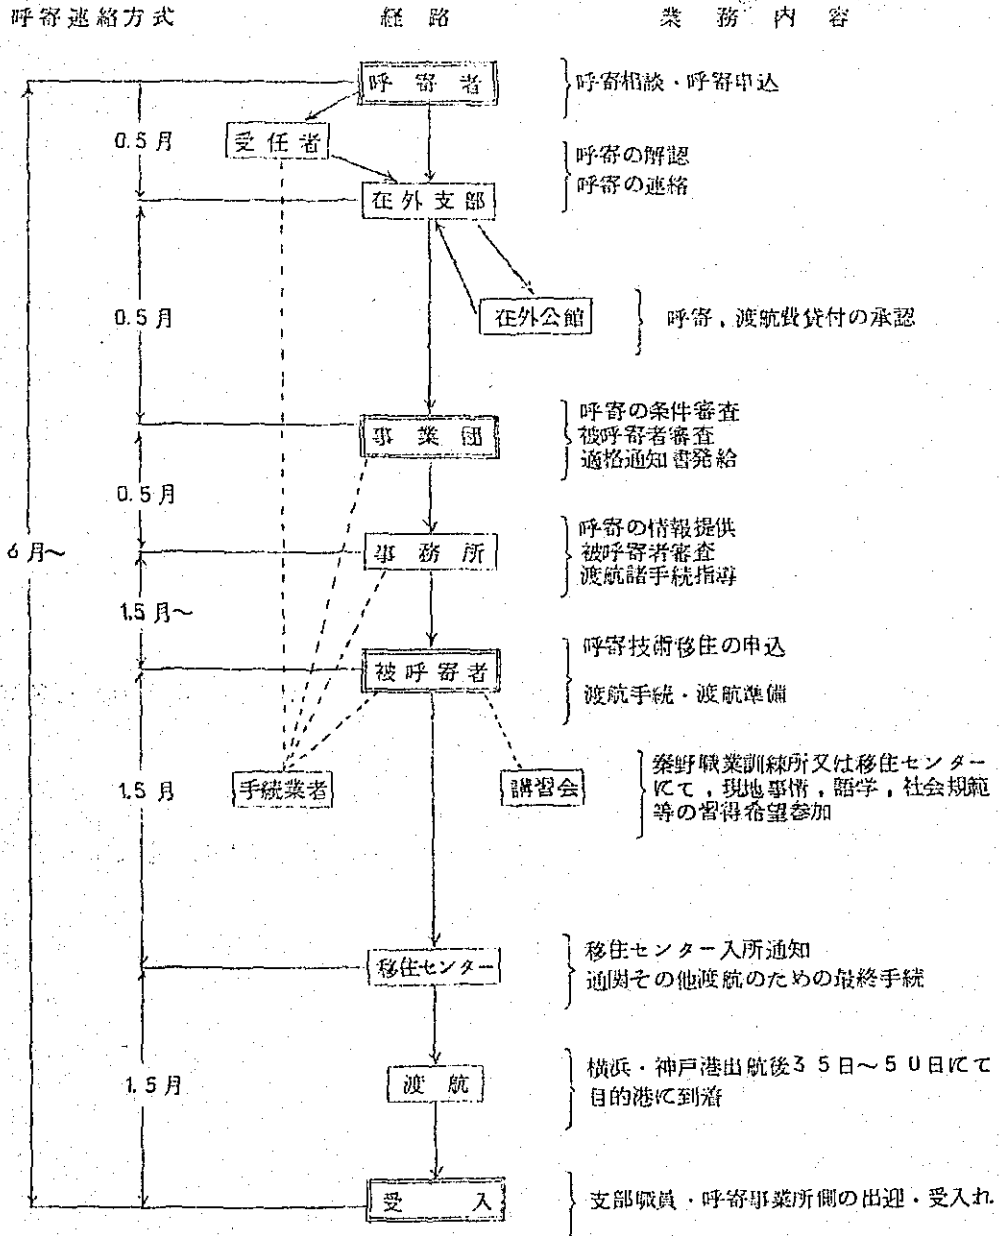 呼寄連絡方式 経路 業務内容
呼寄者
呼寄相談・呼寄申込
0.5月
受任者
呼寄の解認
呼寄の連絡
在外支部
0.5月
在外公館
呼寄，渡航費貸付の承認
事業団
呼寄の条件審査
被呼寄者審査
適格通知書発給
0.5月
6月～
事務所
呼寄の情報提供
被呼寄者審査
渡航諸手続指導
1.5月～
被呼寄者
呼寄技術移住の申込
渡航手続・渡航準備
1.5月
手続業者
講習会
秦野職業訓練所又は移住センター
にて，現地事情，語学，社会規範
等の習得希望参加
移住センター
移住センター入所通知
通関その他渡航のための最終手続
1.5月
渡航
横浜・神戸港出航後35日～50日にて
目的港に到着
受入
支部職員・呼寄事業所側の出迎・受入れ